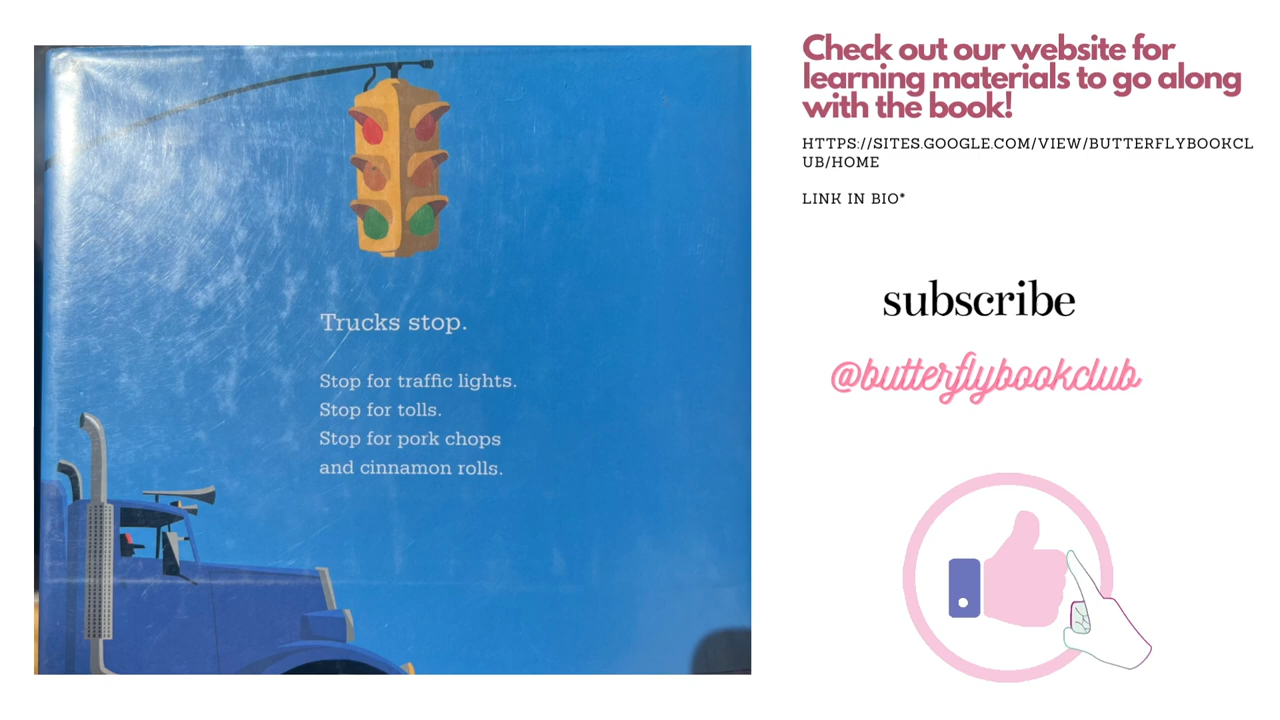 Trucks stop.
Stop for traffic lights.
Stop for tolls.
Stop for pork chops
and cinnamon rolls.
Check out our website for
learning materials to go along
with the book!
HTTPS://SITES.GOOGLE.COM/VIEW/BUTTERFLYBOOKCL
UB/HOME
LINK IN BIO*
subscribe
@butterflybookclub